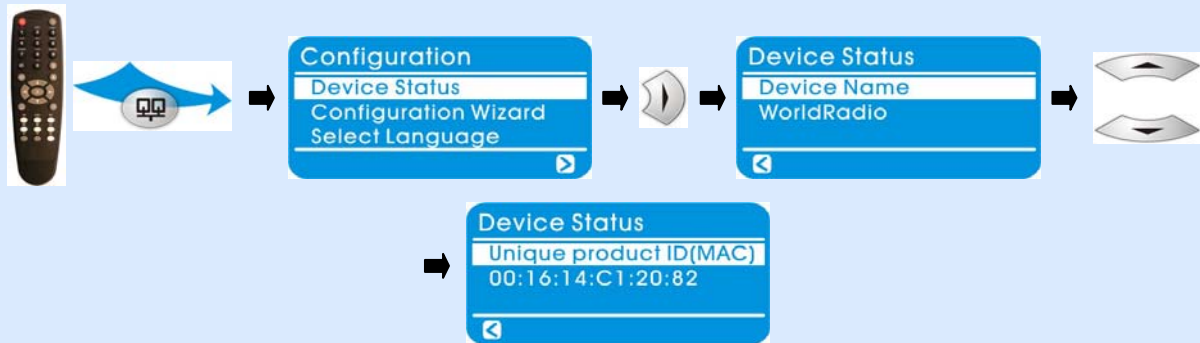 Configuration
Device Status
Configuration Wizard
Select Language
Device Status
Device Name
WorldRadio
Device Status
Unique product ID(MAC)
00:16:14:C1:20:82